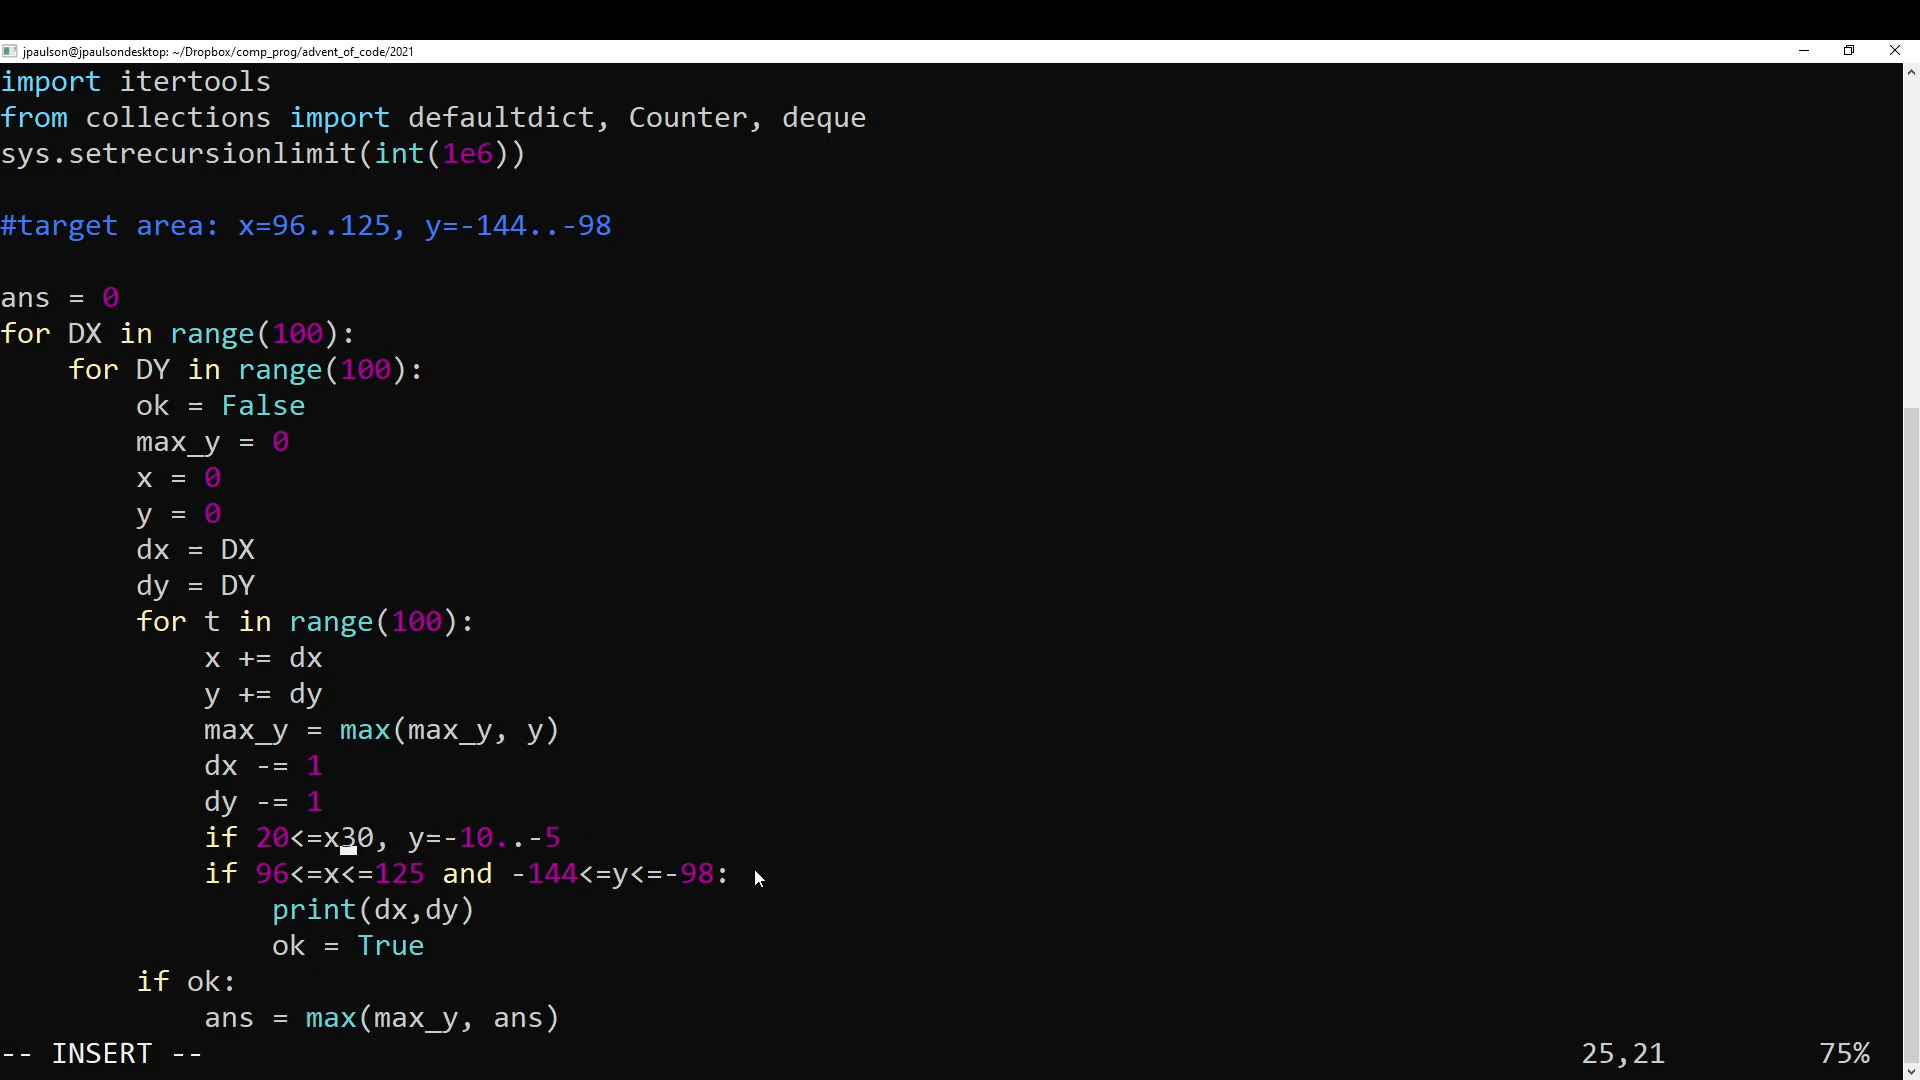 jpaulson@jpaulsondesktop: ~/Dropbox/comp_prog/advent_of_code/2021
import itertools
from collections import defaultdict, Counter, deque
sys.setrecursionlimit(int(1e6))
#target area: x=96..125, y=-144..-98
ans = 0
for DX in range(100):
    for DY in range(100):
        ok = False
        max_y = 0
        x = 0
        y = 0
        dx = DX
        dy = DY
        for t in range(100):
            x += dx
            y += dy
            max_y = max(max_y, y)
            dx -= 1
            dy -= 1
            if 20<=x30, y=-10..-5
            if 96<=x<=125 and -144<=y<=-98:
                print(dx,dy)
                ok = True
        if ok:
            ans = max(max_y, ans)
-- INSERT -- 25,21 75%